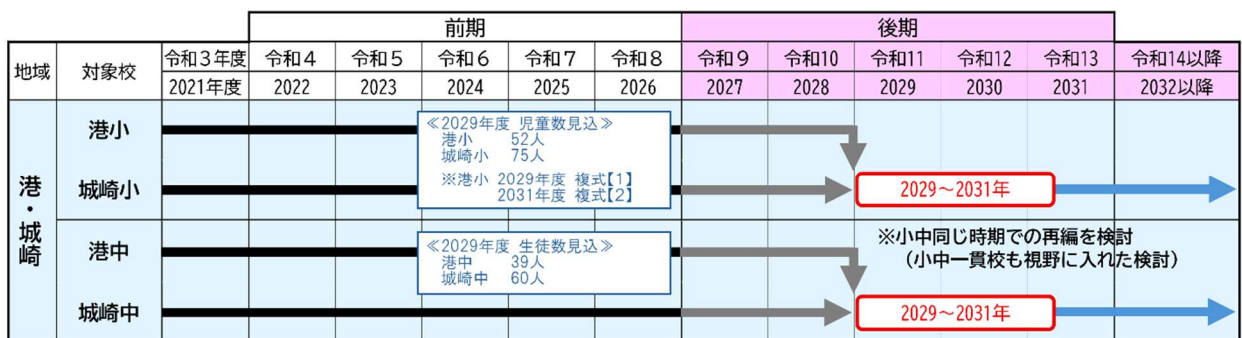 前期 後期
地域 対象校 令和3年度 令和4 令和5 令和6 令和7 令和8 令和9 令和10 令和11 令和12 令和13 令和14以降
2021年度 2022 2023 2024 2025 2026 2027 2028 2029 2030 2031 2032以降
港・城崎
港小
≪2029年度 児童数見込≫
港小 52人
城崎小 75人
※港小 2029年度 複式【1】
2031年度 複式【2】
城崎小
2029～2031年
港中
≪2029年度 生徒数見込≫
港中 39人
城崎中 60人
※小中同じ時期での再編を検討
（小中一貫校も視野に入れた検討）
城崎中
2029～2031年